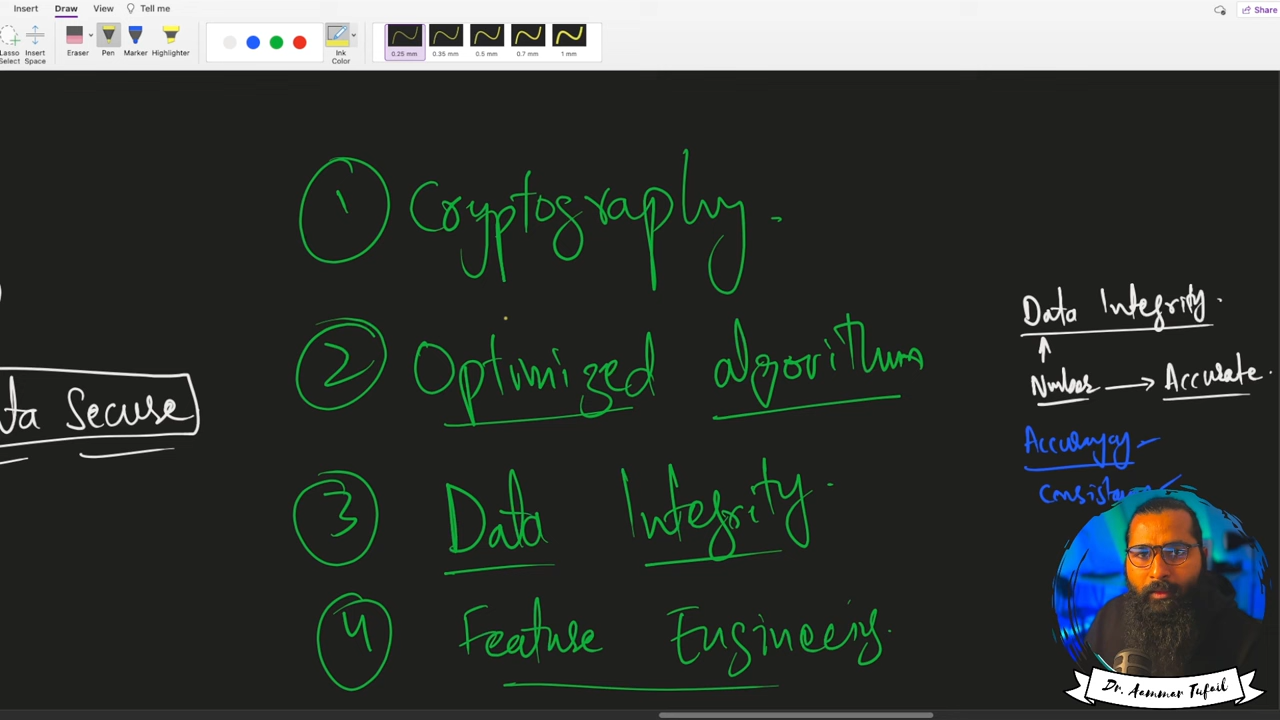 Insert Draw View Tell me
Share
Lasso Select
Insert Space
Eraser
Pen
Marker
Highlighter
Ink Color
0.25 mm
0.35 mm
0.5 mm
0.7 mm
1 mm
1 Cryptography.
2 Optimized algorithms
3 Data Integrity.
4 Feature Engineering.
ta Secure
Data Integrity.
Number → Accurate.
Accuracy
Dr. Aammar Tufail